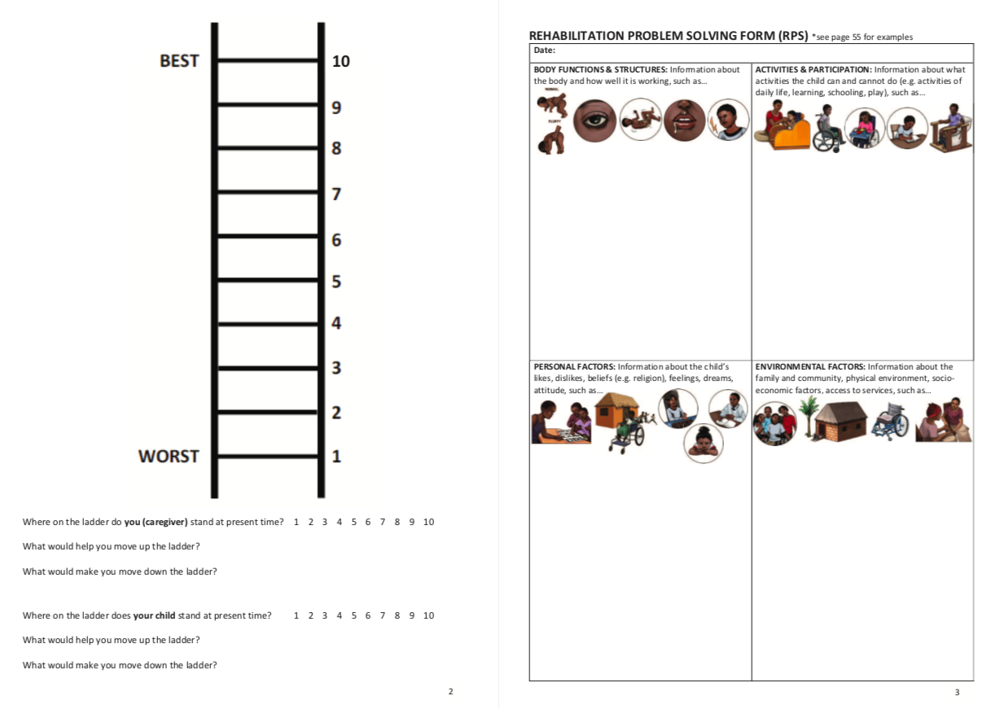 BEST 10
9
8
7
6
5
4
3
2
WORST 1
Where on the ladder do you (caregiver) stand at present time? 1 2 3 4 5 6 7 8 9 10
What would help you move up the ladder?
What would make you move down the ladder?
Where on the ladder does your child stand at present time? 1 2 3 4 5 6 7 8 9 10
What would help you move up the ladder?
What would make you move down the ladder?
2
REHABILITATION PROBLEM SOLVING FORM (RPS) *see page 55 for examples
Date:
BODY FUNCTIONS & STRUCTURES: Information about
the body and how well it is working, such as…
NORMAL
FLOPPY
ACTIVITIES & PARTICIPATION: Information about what
activities the child can and cannot do (e.g. activities of
daily life, learning, schooling, play), such as…
PERSONAL FACTORS: Information about the child's
likes, dislikes, beliefs (e.g. religion), feelings, dreams,
attitude, such as…
ENVIRONMENTAL FACTORS: Information about the
family and community, physical environment, socio-
economic factors, access to services, such as…
3